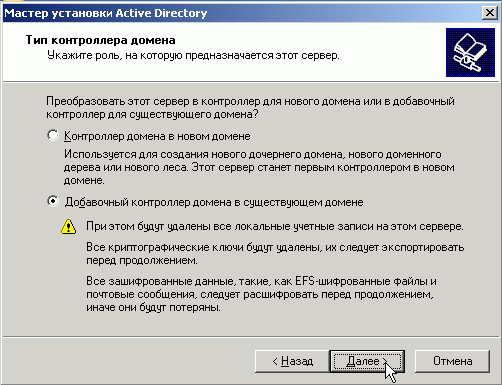 Мастер установки Active Directory
Тип контроллера домена
Укажите роль, на которую предназначается этот сервер.
Преобразовать этот сервер в контроллер для нового домена или в добавочный
контроллер для существующего домена?
Контроллер домена в новом домене
Используется для создания нового дочернего домена, нового доменного
дерева или нового леса. Этот сервер станет первым контроллером в новом
домене.
Добавочный контроллер домена в существующем домене
При этом будут удалены все локальные учетные записи на этом сервере.
Все криптографические ключи будут удалены, их следует экспортировать
перед продолжением.
Все зашифрованные данные, такие, как EFS-шифрованные файлы и
почтовые сообщения, следует расшифровать перед продолжением,
иначе они будут потеряны.
< Назад
Далее >
Отмена